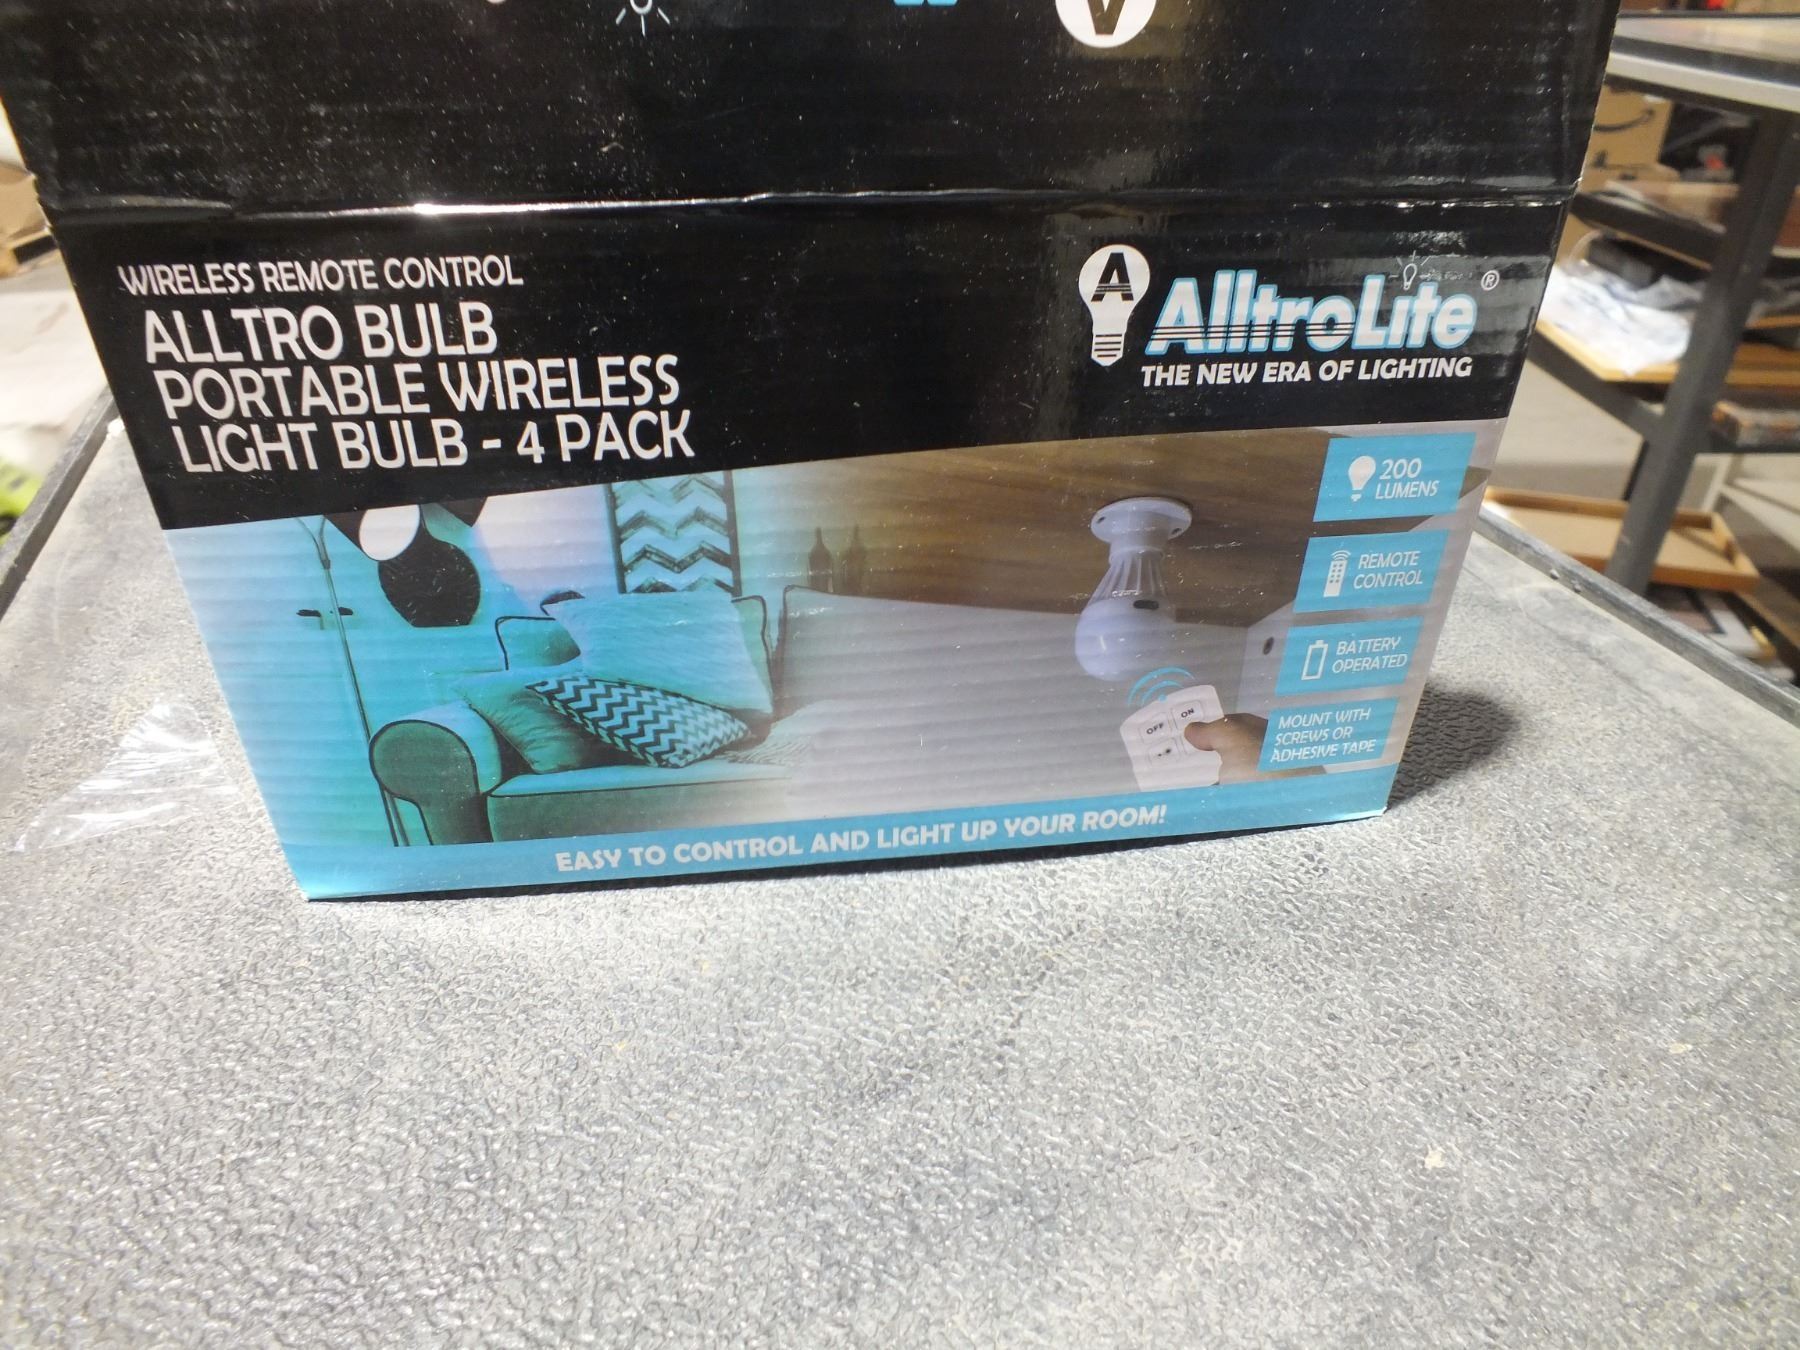 WIRELESS REMOTE CONTROL
ALLTRO BULB
PORTABLE WIRELESS
LIGHT BULB - 4 PACK
A AlltroLite®
THE NEW ERA OF LIGHTING
200
LUMENS
REMOTE
CONTROL
BATTERY
OPERATED
MOUNT WITH
SCREWS OR
ADHESIVE TAPE
OFF ON
EASY TO CONTROL AND LIGHT UP YOUR ROOM!